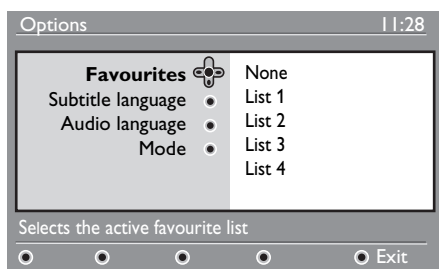 Options 11:28
Favourites None
Subtitle language List 1
Audio language List 2
Mode List 3
List 4
Selects the active favourite list
Exit